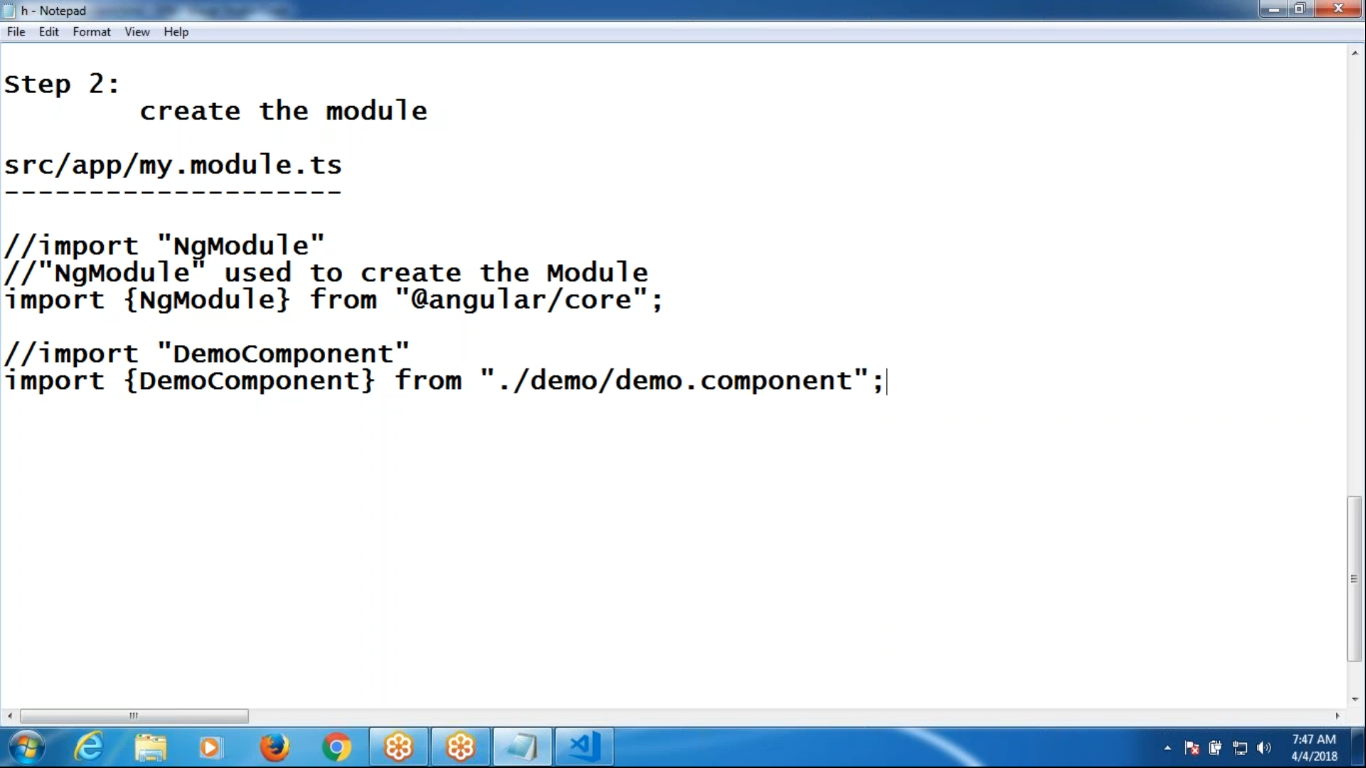 h - Notepad
File Edit Format View Help
Step 2:
create the module
src/app/my.module.ts
--------------------
//import "NgModule"
//"NgModule" used to create the Module
import {NgModule} from "@angular/core";
//import "DemoComponent"
import {DemoComponent} from "./demo/demo.component";
7:47 AM
4/4/2018